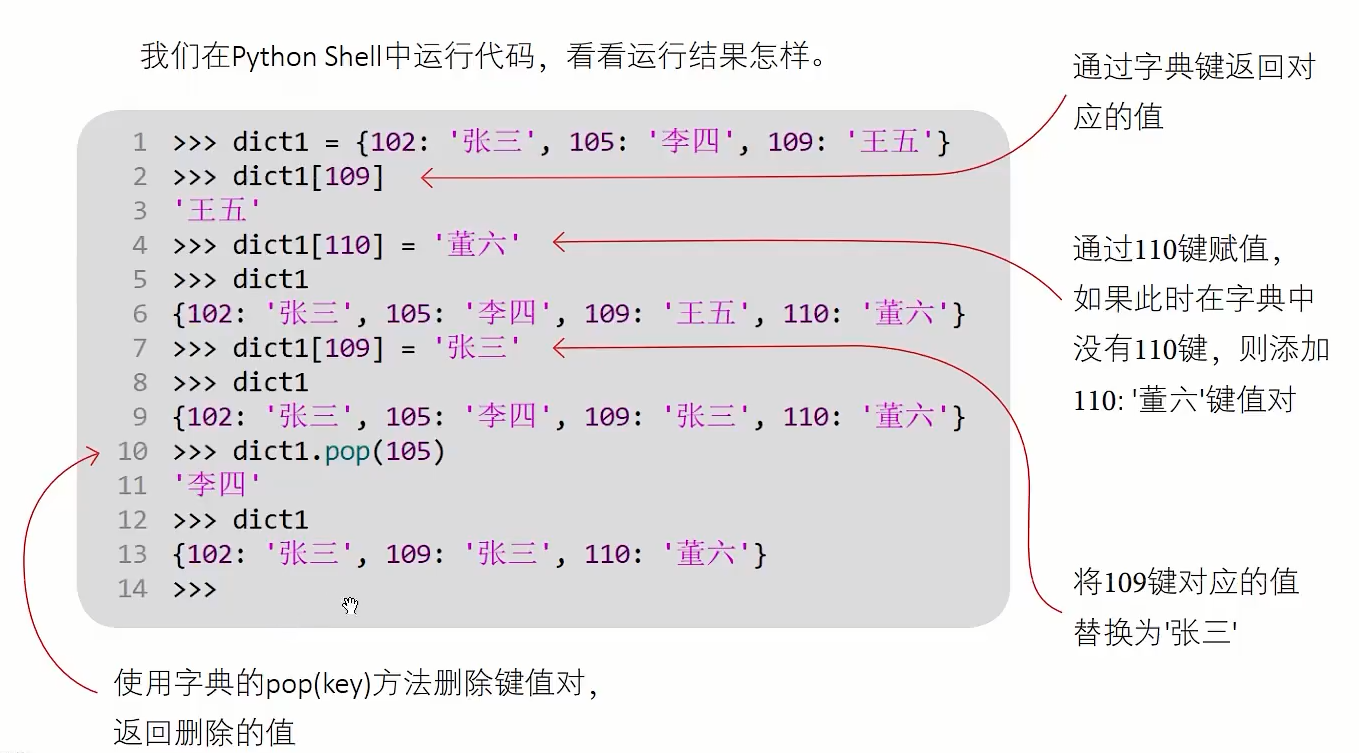 我们在Python Shell中运行代码，看看运行结果怎样。
1 >>> dict1 = {102: '张三', 105: '李四', 109: '王五'}
2 >>> dict1[109]
3 '王五'
4 >>> dict1[110] = '董六'
5 >>> dict1
6 {102: '张三', 105: '李四', 109: '王五', 110: '董六'}
7 >>> dict1[109] = '张三'
8 >>> dict1
9 {102: '张三', 105: '李四', 109: '张三', 110: '董六'}
10 >>> dict1.pop(105)
11 '李四'
12 >>> dict1
13 {102: '张三', 109: '张三', 110: '董六'}
14 >>>
通过字典键返回对
应的值
通过110键赋值，
如果此时在字典中
没有110键，则添加
110: '董六'键值对
将109键对应的值
替换为'张三'
使用字典的pop(key)方法删除键值对，
返回删除的值